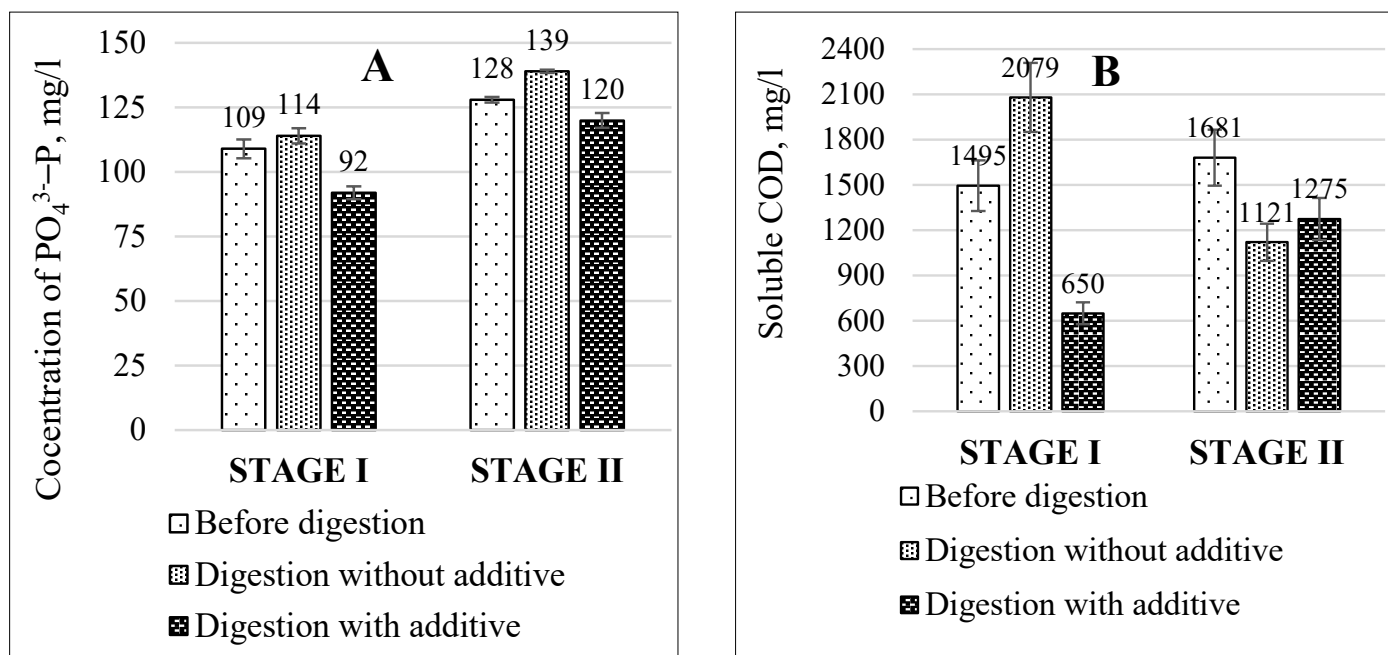 A
Cocentration of PO₄³⁻–P, mg/l
150
125
100
75
50
25
0
109
114
92
128
139
120
STAGE I
STAGE II
Before digestion
Digestion without additive
Digestion with additive
B
Soluble COD, mg/l
2400
2100
1800
1500
1200
900
600
300
0
1495
2079
650
1681
1121
1275
STAGE I
STAGE II
Before digestion
Digestion without additive
Digestion with additive